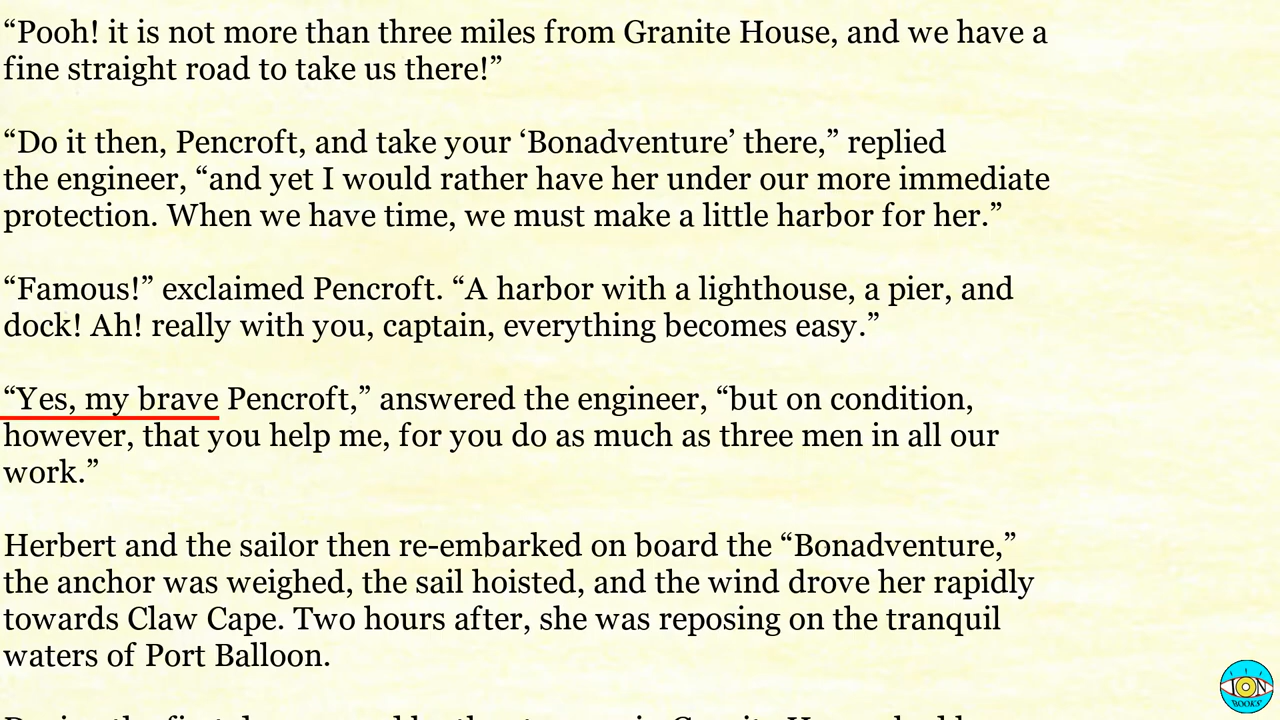 “Pooh! it is not more than three miles from Granite House, and we have a
fine straight road to take us there!”
“Do it then, Pencroft, and take your ‘Bonadventure’ there,” replied
the engineer, “and yet I would rather have her under our more immediate
protection. When we have time, we must make a little harbor for her.”
“Famous!” exclaimed Pencroft. “A harbor with a lighthouse, a pier, and
dock! Ah! really with you, captain, everything becomes easy.”
“Yes, my brave Pencroft,” answered the engineer, “but on condition,
however, that you help me, for you do as much as three men in all our
work.”
Herbert and the sailor then re-embarked on board the “Bonadventure,”
the anchor was weighed, the sail hoisted, and the wind drove her rapidly
towards Claw Cape. Two hours after, she was reposing on the tranquil
waters of Port Balloon.
ION
BOOKS